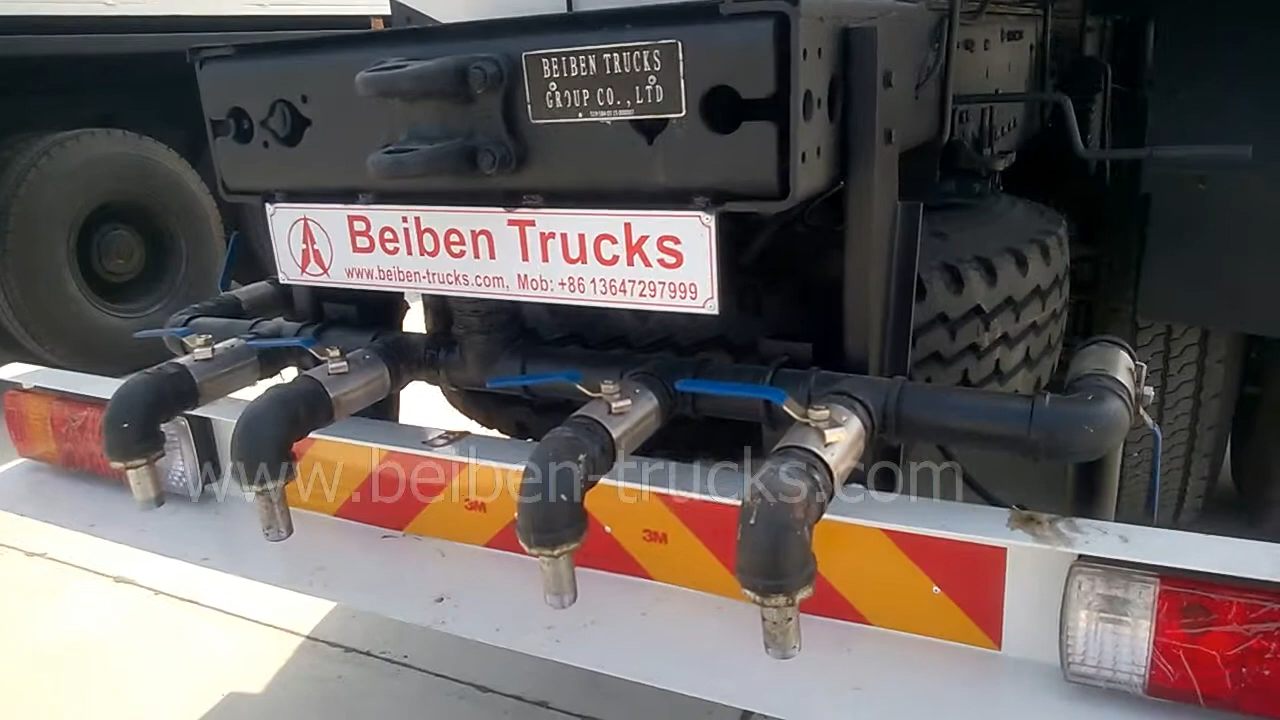 BEIBEN TRUCKS
GROUP CO.,LTD
Beiben Trucks
www.beiben-trucks.com, Mob: +86 13647297999
www.beiben-trucks.com
3M
3M